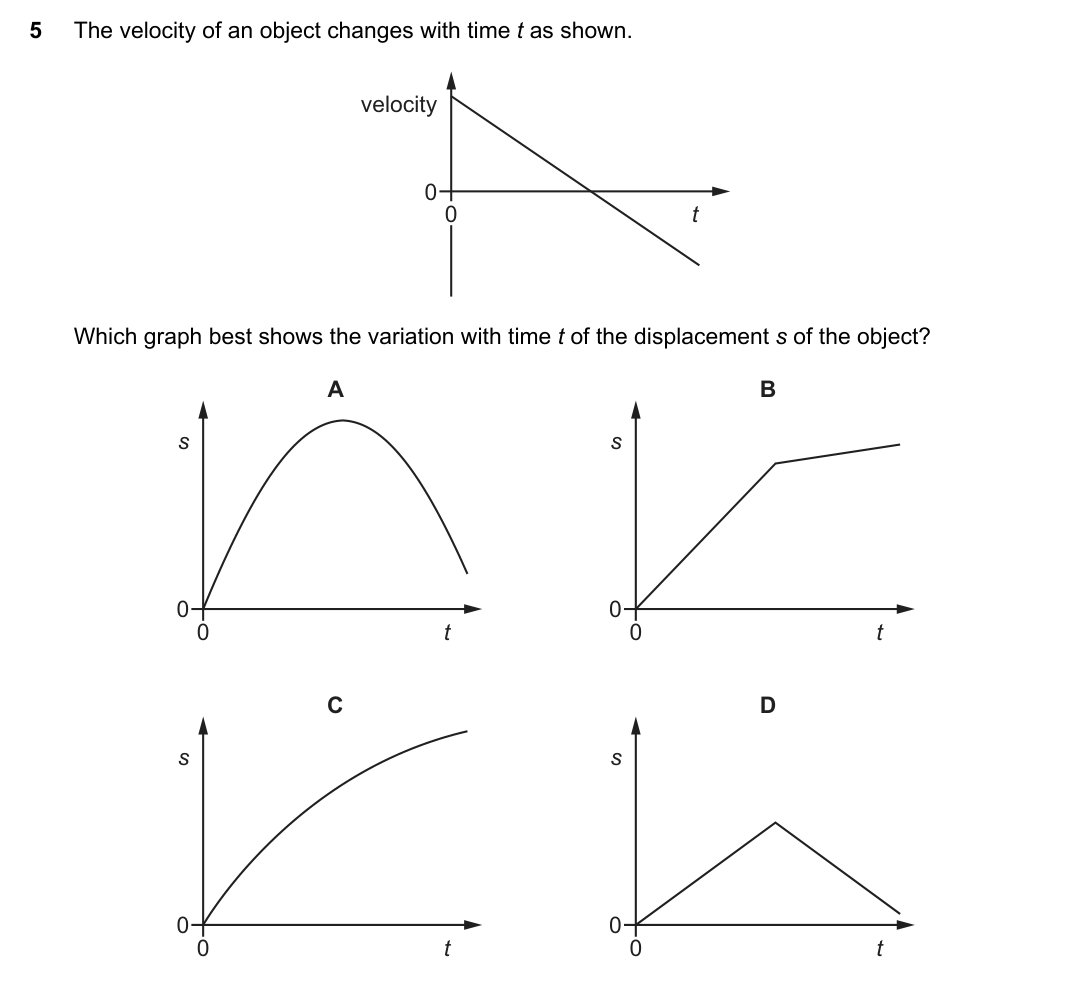 5 The velocity of an object changes with time t as shown.
velocity
0
0
t
Which graph best shows the variation with time t of the displacement s of the object?
A
s
0
0
t
B
s
0
0
t
C
s
0
0
t
D
s
0
0
t